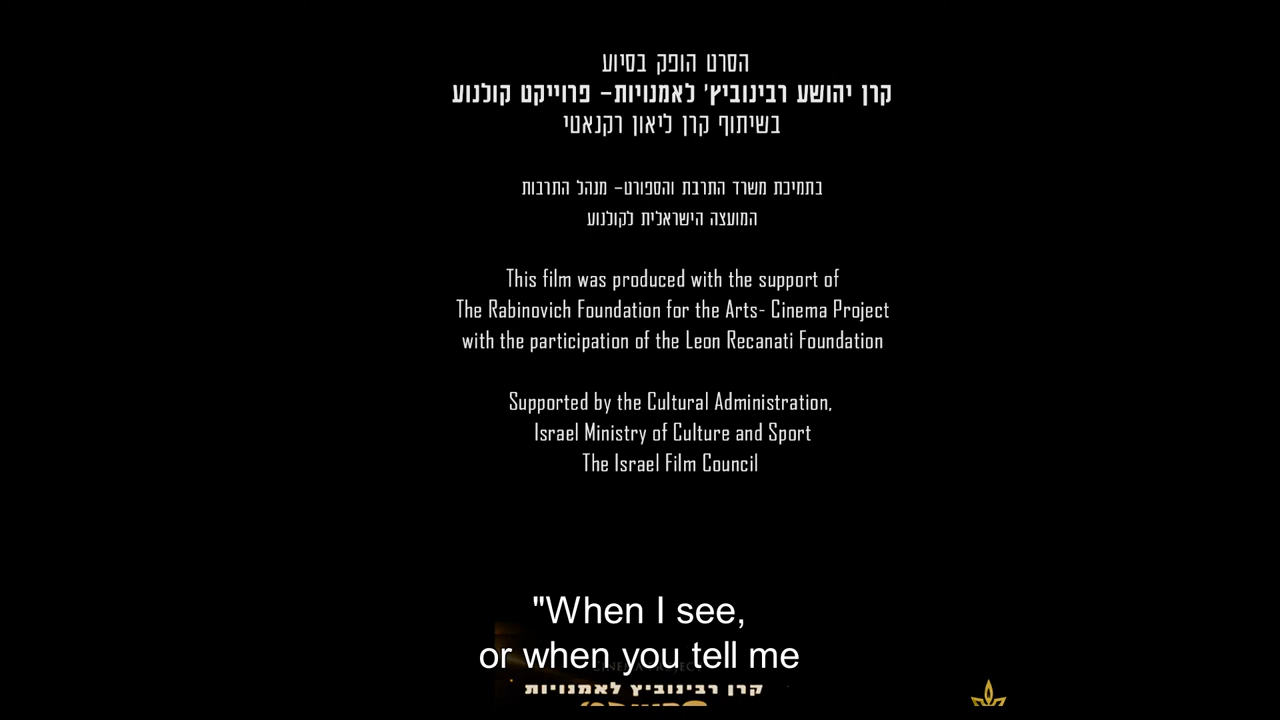 הסרט הופק בסיוע
קרן יהושע רבינוביץ' לאמנויות- פרוייקט קולנוע
בשיתוף קרן ליאון רקנאטי
בתמיכת משרד התרבות והספורט- מנהל התרבות
המועצה הישראלית לקולנוע
This film was produced with the support of
The Rabinovich Foundation for the Arts- Cinema Project
with the participation of the Leon Recanati Foundation
Supported by the Cultural Administration,
Israel Ministry of Culture and Sport
The Israel Film Council
"When I see,
or when you tell me
קרן רבינוביץ לאמנויות